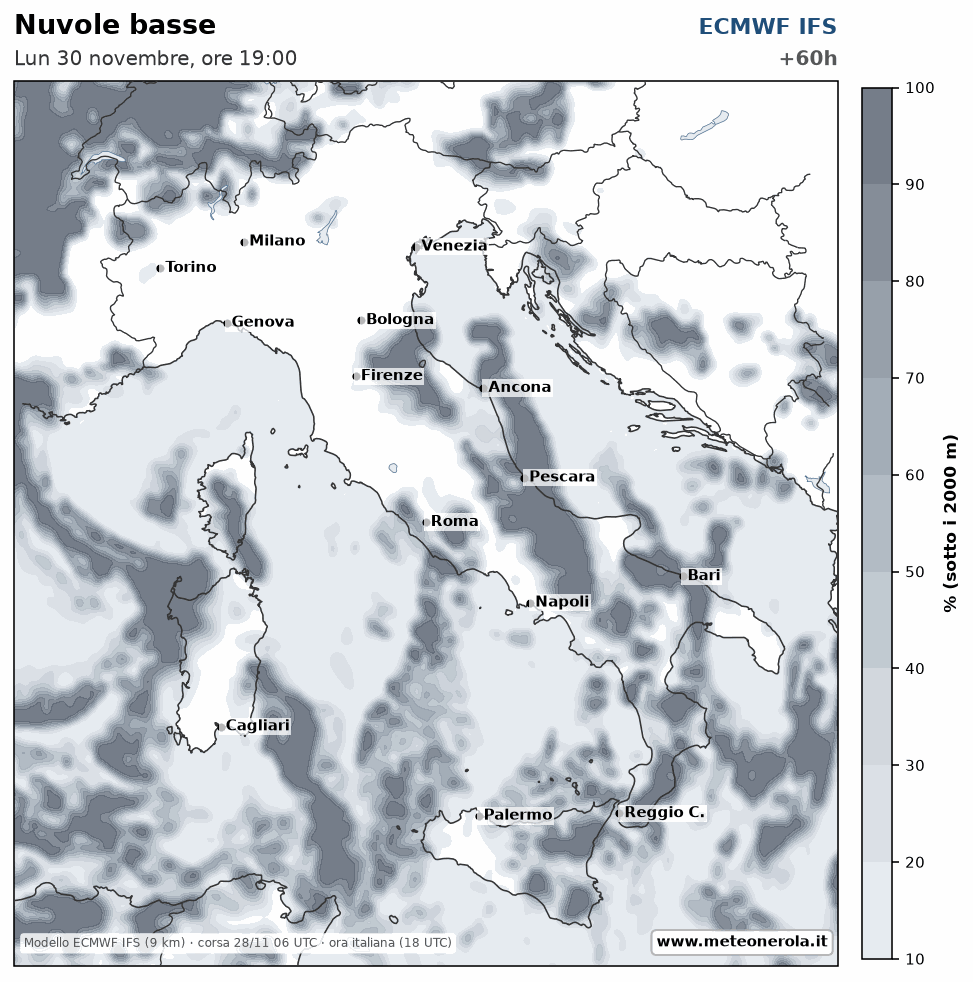 Nuvole basse
ECMWF IFS
Lun 30 novembre, ore 19:00
+60h
Milano
Venezia
Torino
Genova
Bologna
Firenze
Ancona
Pescara
Roma
Bari
Napoli
Cagliari
Palermo
Reggio C.
Modello ECMWF IFS (9 km) · corsa 28/11 06 UTC · ora italiana (18 UTC)
www.meteonerola.it
100
90
80
70
60
50
40
30
20
10
% (sotto i 2000 m)